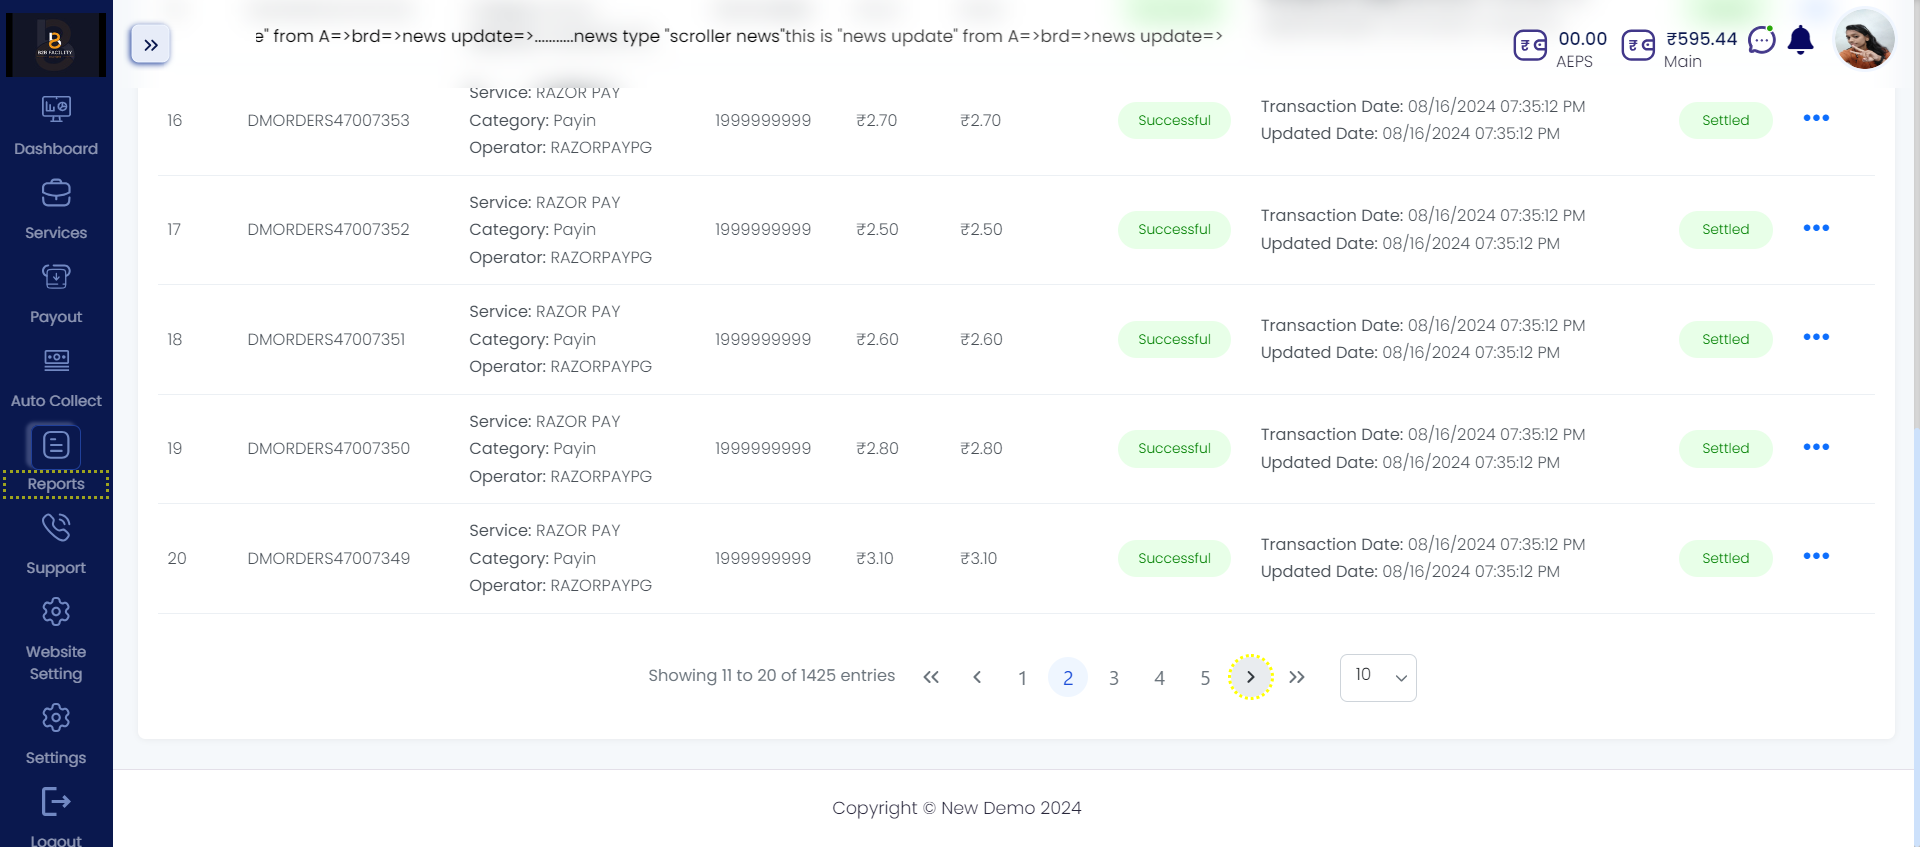 B2B FACILITY
e" from A=>brd=>news update=>...........news type "scroller news"this is "news update" from A=>brd=>news update=>
00.00
AEPS
₹595.44
Main
Dashboard
Services
Payout
Auto Collect
Reports
Support
Website
Setting
Settings
Logout
Service: RAZOR PAY
16 DMORDERS47007353 Category: Payin 1999999999 ₹2.70 ₹2.70 Successful Transaction Date: 08/16/2024 07:35:12 PM Settled
Operator: RAZORPAYPG Updated Date: 08/16/2024 07:35:12 PM
Service: RAZOR PAY
17 DMORDERS47007352 Category: Payin 1999999999 ₹2.50 ₹2.50 Successful Transaction Date: 08/16/2024 07:35:12 PM Settled
Operator: RAZORPAYPG Updated Date: 08/16/2024 07:35:12 PM
Service: RAZOR PAY
18 DMORDERS47007351 Category: Payin 1999999999 ₹2.60 ₹2.60 Successful Transaction Date: 08/16/2024 07:35:12 PM Settled
Operator: RAZORPAYPG Updated Date: 08/16/2024 07:35:12 PM
Service: RAZOR PAY
19 DMORDERS47007350 Category: Payin 1999999999 ₹2.80 ₹2.80 Successful Transaction Date: 08/16/2024 07:35:12 PM Settled
Operator: RAZORPAYPG Updated Date: 08/16/2024 07:35:12 PM
Service: RAZOR PAY
20 DMORDERS47007349 Category: Payin 1999999999 ₹3.10 ₹3.10 Successful Transaction Date: 08/16/2024 07:35:12 PM Settled
Operator: RAZORPAYPG Updated Date: 08/16/2024 07:35:12 PM
Showing 11 to 20 of 1425 entries « ‹ 1 2 3 4 5 › » 10
Copyright © New Demo 2024